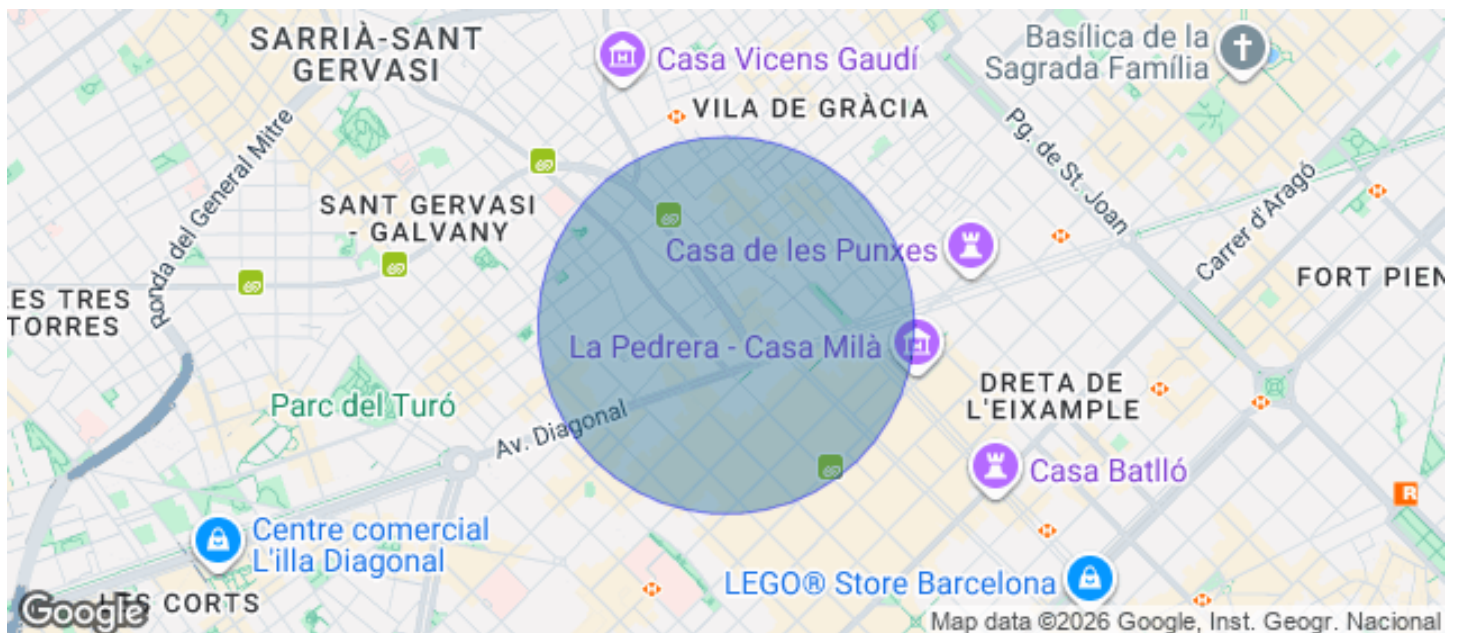 SARRIÀ-SANT
GERVASI
Casa Vicens Gaudí
Basílica de la
Sagrada Família
VILA DE GRÀCIA
Ronda del General Mitre
Pg. de St. Joan
SANT GERVASI
- GALVANY
Carrer d'Aragó
Casa de les Punxes
ES TRES
TORRES
FORT PIEN
La Pedrera - Casa Milà
DRETA DE
L'EIXAMPLE
Parc del Turó
Av. Diagonal
Casa Batlló
R
Centre comercial
L'illa Diagonal
LEGO® Store Barcelona
Google
LES CORTS
Map data ©2026 Google, Inst. Geogr. Nacional